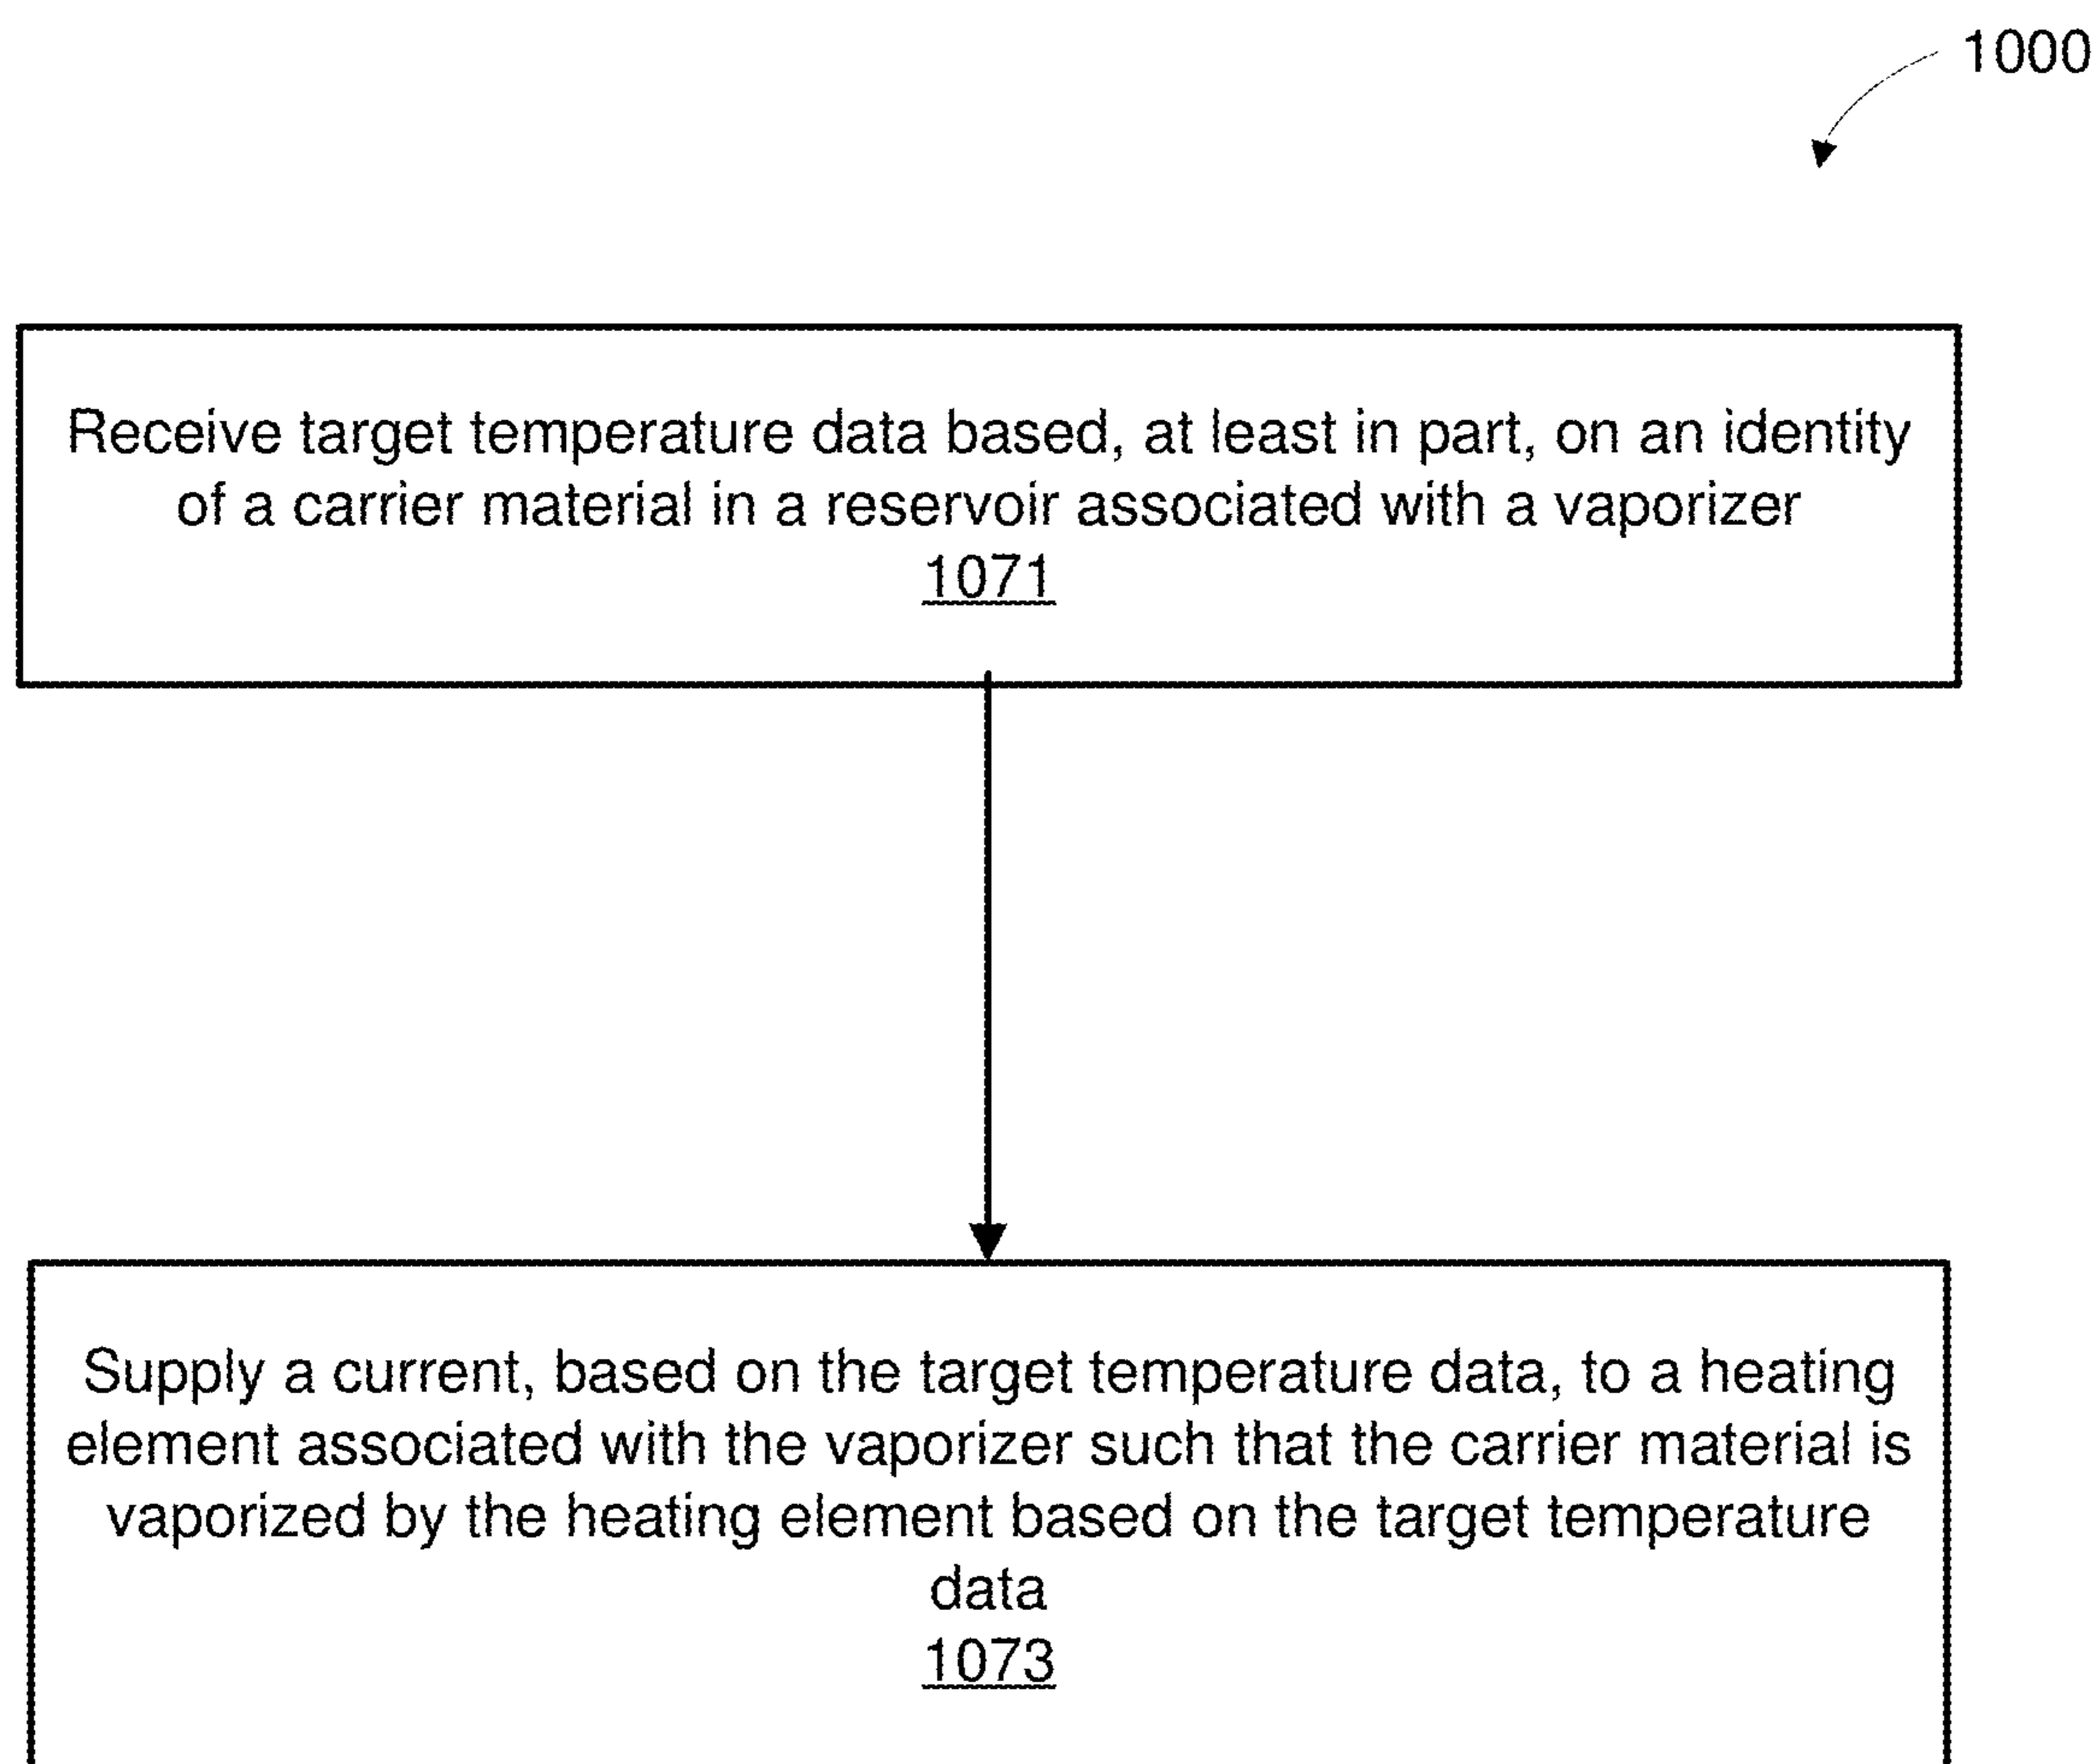 1000
Receive target temperature data based, at least in part, on an identity
of a carrier material in a reservoir associated with a vaporizer
1071
Supply a current, based on the target temperature data, to a heating
element associated with the vaporizer such that the carrier material is
vaporized by the heating element based on the target temperature
data
1073